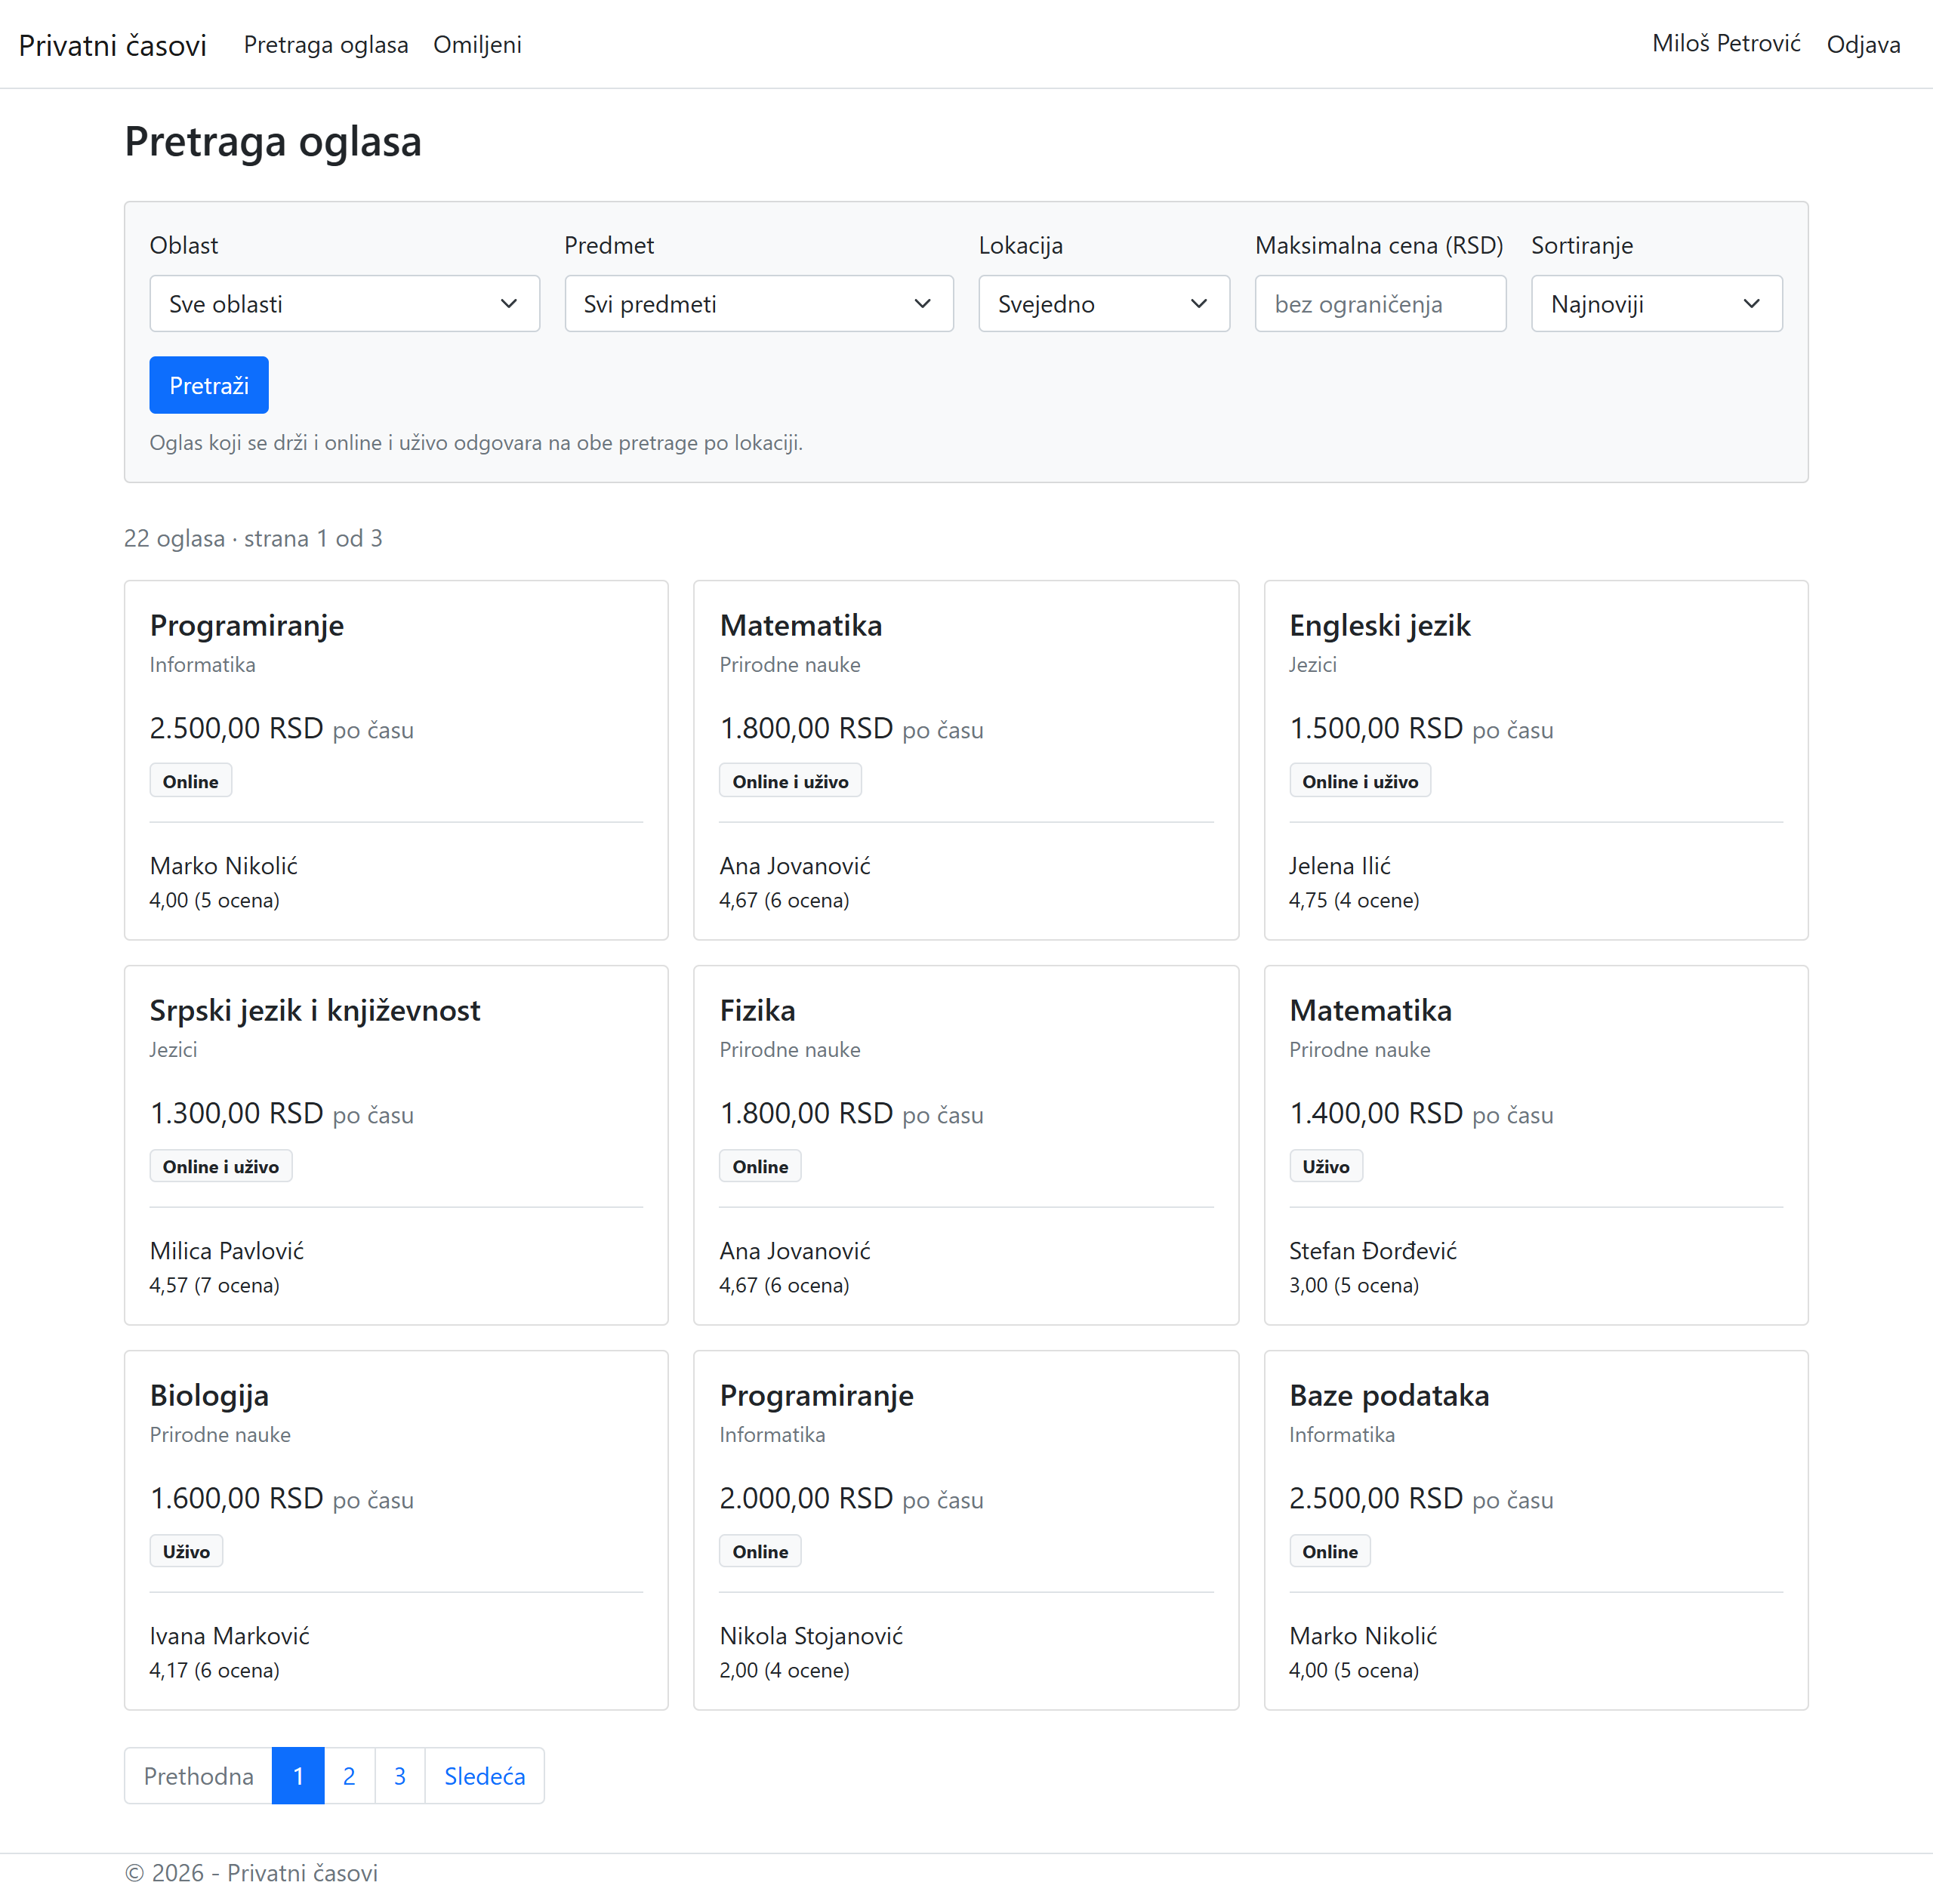 Privatni časovi Pretraga oglasa Omiljeni Miloš Petrović Odjava
Pretraga oglasa
Oblast Predmet Lokacija Maksimalna cena (RSD) Sortiranje
Sve oblasti Svi predmeti Svejedno bez ograničenja Najnoviji
Pretraži
Oglas koji se drži i online i uživo odgovara na obe pretrage po lokaciji.
22 oglasa · strana 1 od 3
Programiranje
Informatika
2.500,00 RSD po času
Online
Marko Nikolić
4,00 (5 ocena)
Matematika
Prirodne nauke
1.800,00 RSD po času
Online i uživo
Ana Jovanović
4,67 (6 ocena)
Engleski jezik
Jezici
1.500,00 RSD po času
Online i uživo
Jelena Ilić
4,75 (4 ocene)
Srpski jezik i književnost
Jezici
1.300,00 RSD po času
Online i uživo
Milica Pavlović
4,57 (7 ocena)
Fizika
Prirodne nauke
1.800,00 RSD po času
Online
Ana Jovanović
4,67 (6 ocena)
Matematika
Prirodne nauke
1.400,00 RSD po času
Uživo
Stefan Đorđević
3,00 (5 ocena)
Biologija
Prirodne nauke
1.600,00 RSD po času
Uživo
Ivana Marković
4,17 (6 ocena)
Programiranje
Informatika
2.000,00 RSD po času
Online
Nikola Stojanović
2,00 (4 ocene)
Baze podataka
Informatika
2.500,00 RSD po času
Online
Marko Nikolić
4,00 (5 ocena)
Prethodna 1 2 3 Sledeća
© 2026 - Privatni časovi